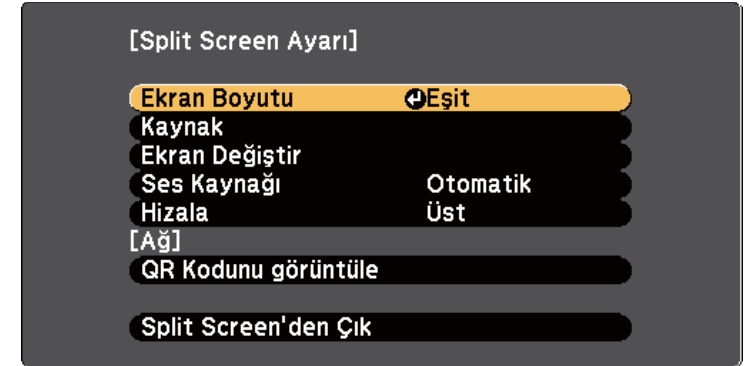 [Split Screen Ayarı]
Ekran Boyutu Eşit
Kaynak
Ekran Değiştir
Ses Kaynağı Otomatik
Hizala Üst
[Ağ]
QR Kodunu görüntüle
Split Screen'den Çık